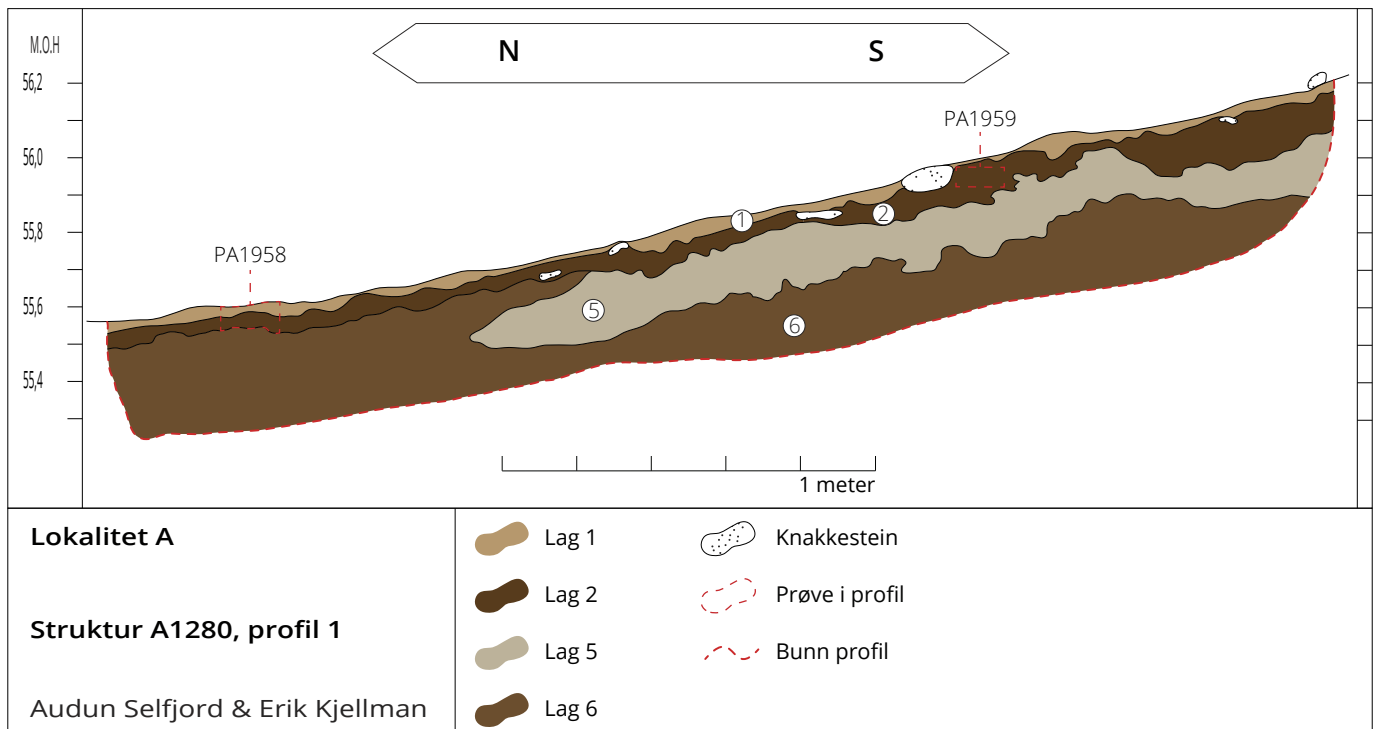 M.O.H
N S
56,2
PA1959
56,0
1
2
55,8
PA1958
55,6
5
6
55,4
1 meter
Lokalitet A
Struktur A1280, profil 1
Audun Selfjord & Erik Kjellman
Lag 1
Lag 2
Lag 5
Lag 6
Knakkestein
Prøve i profil
Bunn profil